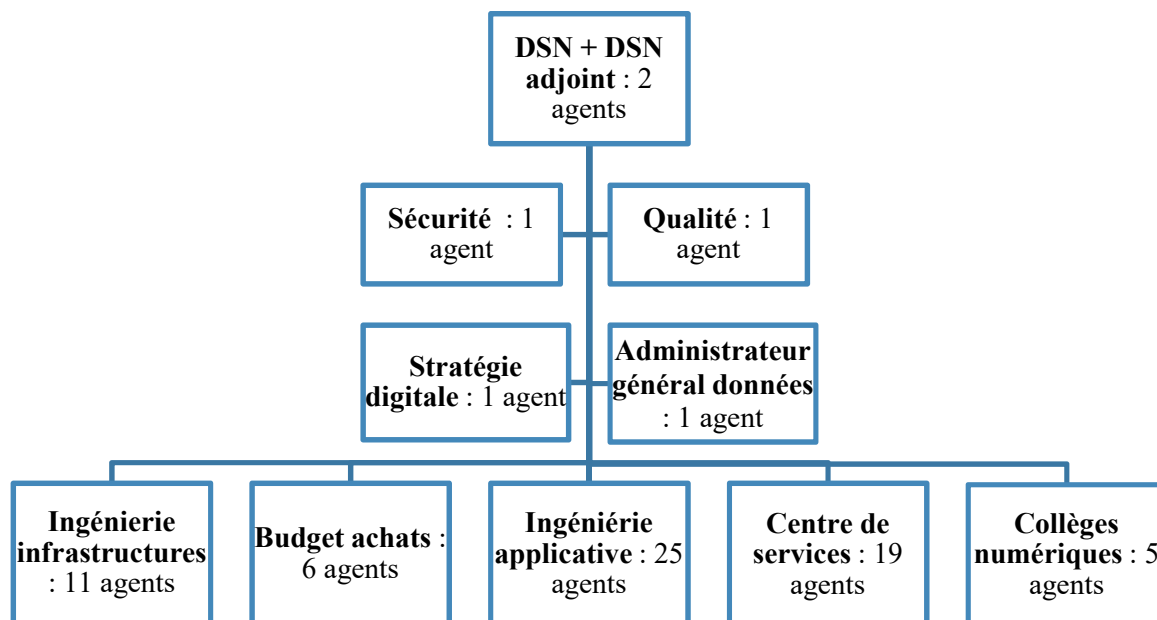 DSN + DSN
adjoint : 2
agents
Sécurité  : 1
agent
Qualité : 1
agent
Stratégie
digitale : 1 agent
Administrateur
général données
: 1 agent
Ingénierie
infrastructures
: 11 agents
Budget achats :
6 agents
Ingéniérie
applicative : 25
agents
Centre de
services : 19
agents
Collèges
numériques : 5
agents